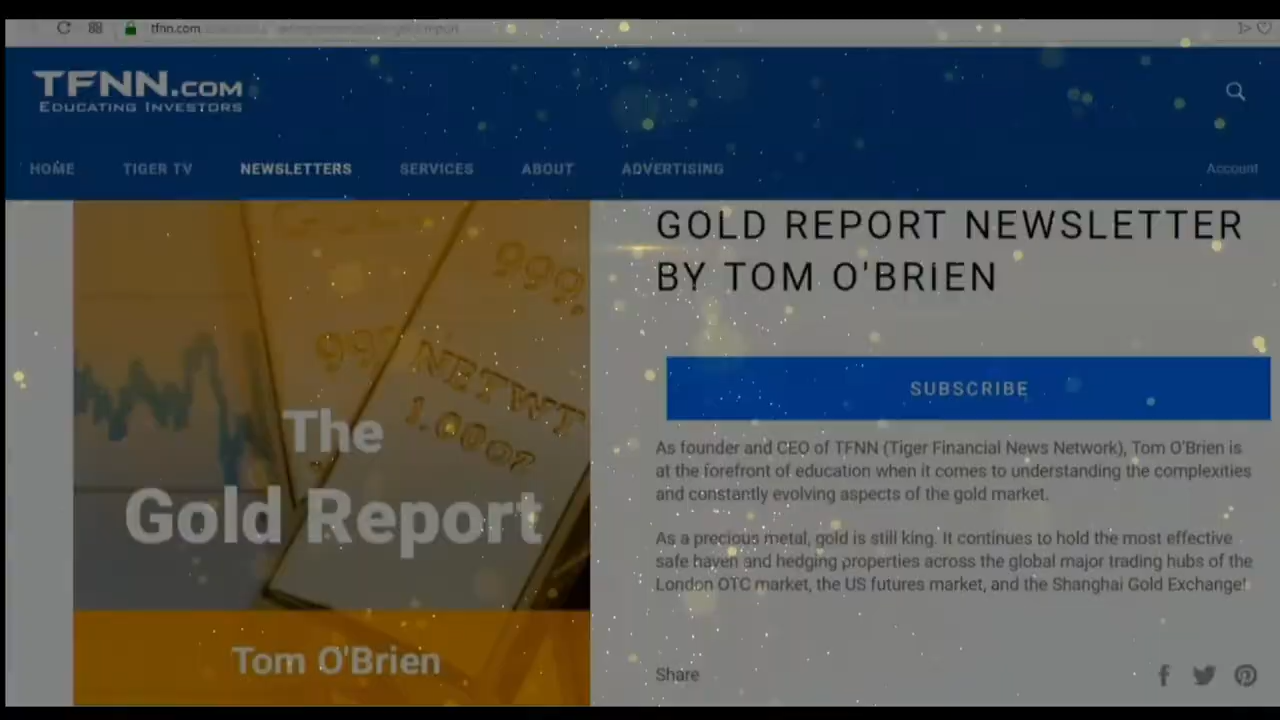 tfnn.com
TFNN.COM
EDUCATING INVESTORS
HOME TIGER TV NEWSLETTERS SERVICES ABOUT ADVERTISING Account
GOLD REPORT NEWSLETTER
BY TOM O'BRIEN
SUBSCRIBE
As founder and CEO of TFNN (Tiger Financial News Network), Tom O'Brien is
at the forefront of education when it comes to understanding the complexities
and constantly evolving aspects of the gold market.
As a precious metal, gold is still king. It continues to hold the most effective
safe haven and hedging properties across the global major trading hubs of the
London OTC market, the US futures market, and the Shanghai Gold Exchange!
Share
999,
NETWT
1.00oz
The
Gold Report
Tom O'Brien